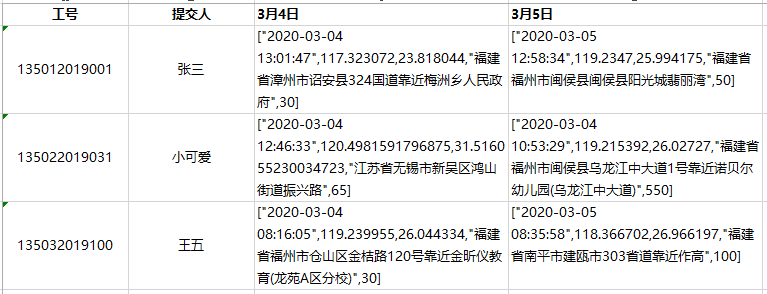 工号 提交人 3月4日 3月5日
135012019001 张三
["2020-03-04
13:01:47",117.323072,23.818044,"福建
省漳州市诏安县324国道靠近梅洲乡人民政
府",30]
["2020-03-05
12:58:34",119.2347,25.994175,"福建省
福州市闽侯县闽侯县阳光城翡丽湾",50]
135022019031 小可爱
["2020-03-04
12:46:33",120.4981591796875,31.5160
55230034723,"江苏省无锡市新吴区鸿山
街道振兴路",65]
["2020-03-04
10:53:29",119.215392,26.02727,"福建省
福州市闽侯县乌龙江中大道1号靠近诺贝尔
幼儿园(乌龙江中大道)",550]
135032019100 王五
["2020-03-04
08:16:05",119.239955,26.044334,"福建
省福州市仓山区金桔路120号靠近金昕仪教
育(龙苑A区分校)",30]
["2020-03-05
08:35:58",118.366702,26.966197,"福建
省南平市建瓯市303省道靠近作高",100]